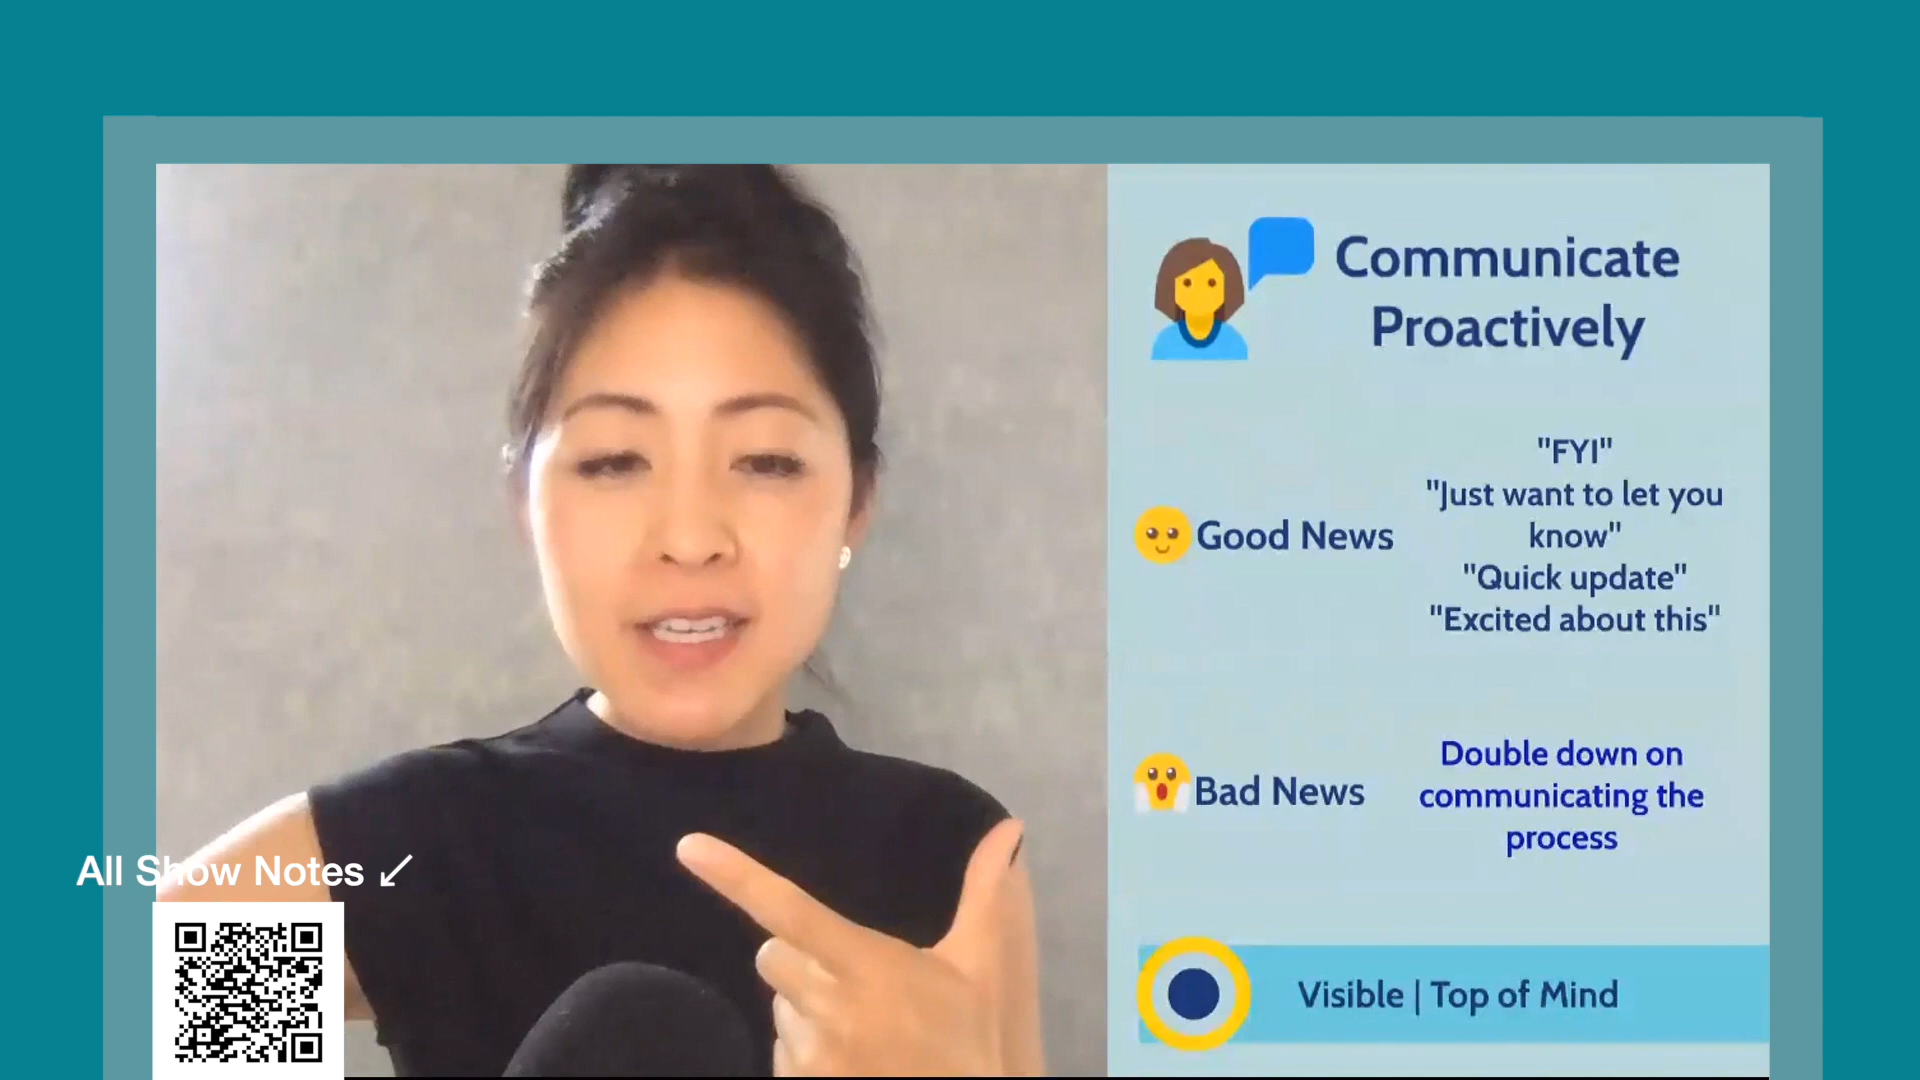 Communicate
Proactively
"FYI"
"Just want to let you
know"
"Quick update"
"Excited about this"
Good News
Double down on
communicating the
process
Bad News
Visible | Top of Mind
All Show Notes ↙